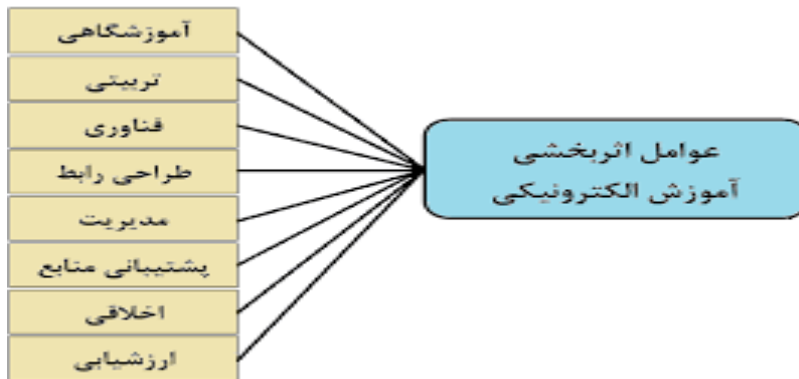 آموزشگاهی
تربیتی
فناوری
طراحی رابط
مدیریت
پشتیبانی منابع
اخلاقی
ارزشیابی
عوامل اثربخشی
آموزش الکترونیکی